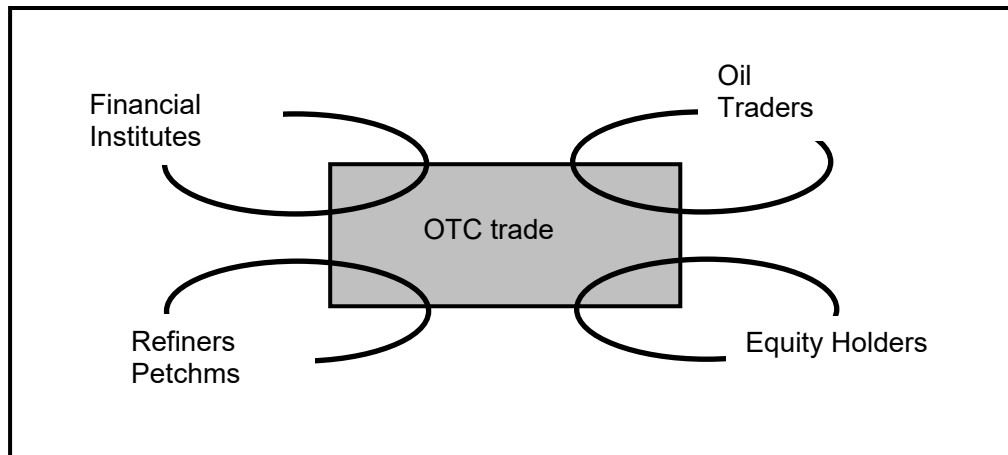 Financial
Institutes
Oil
Traders
OTC trade
Refiners
Petchms
Equity Holders